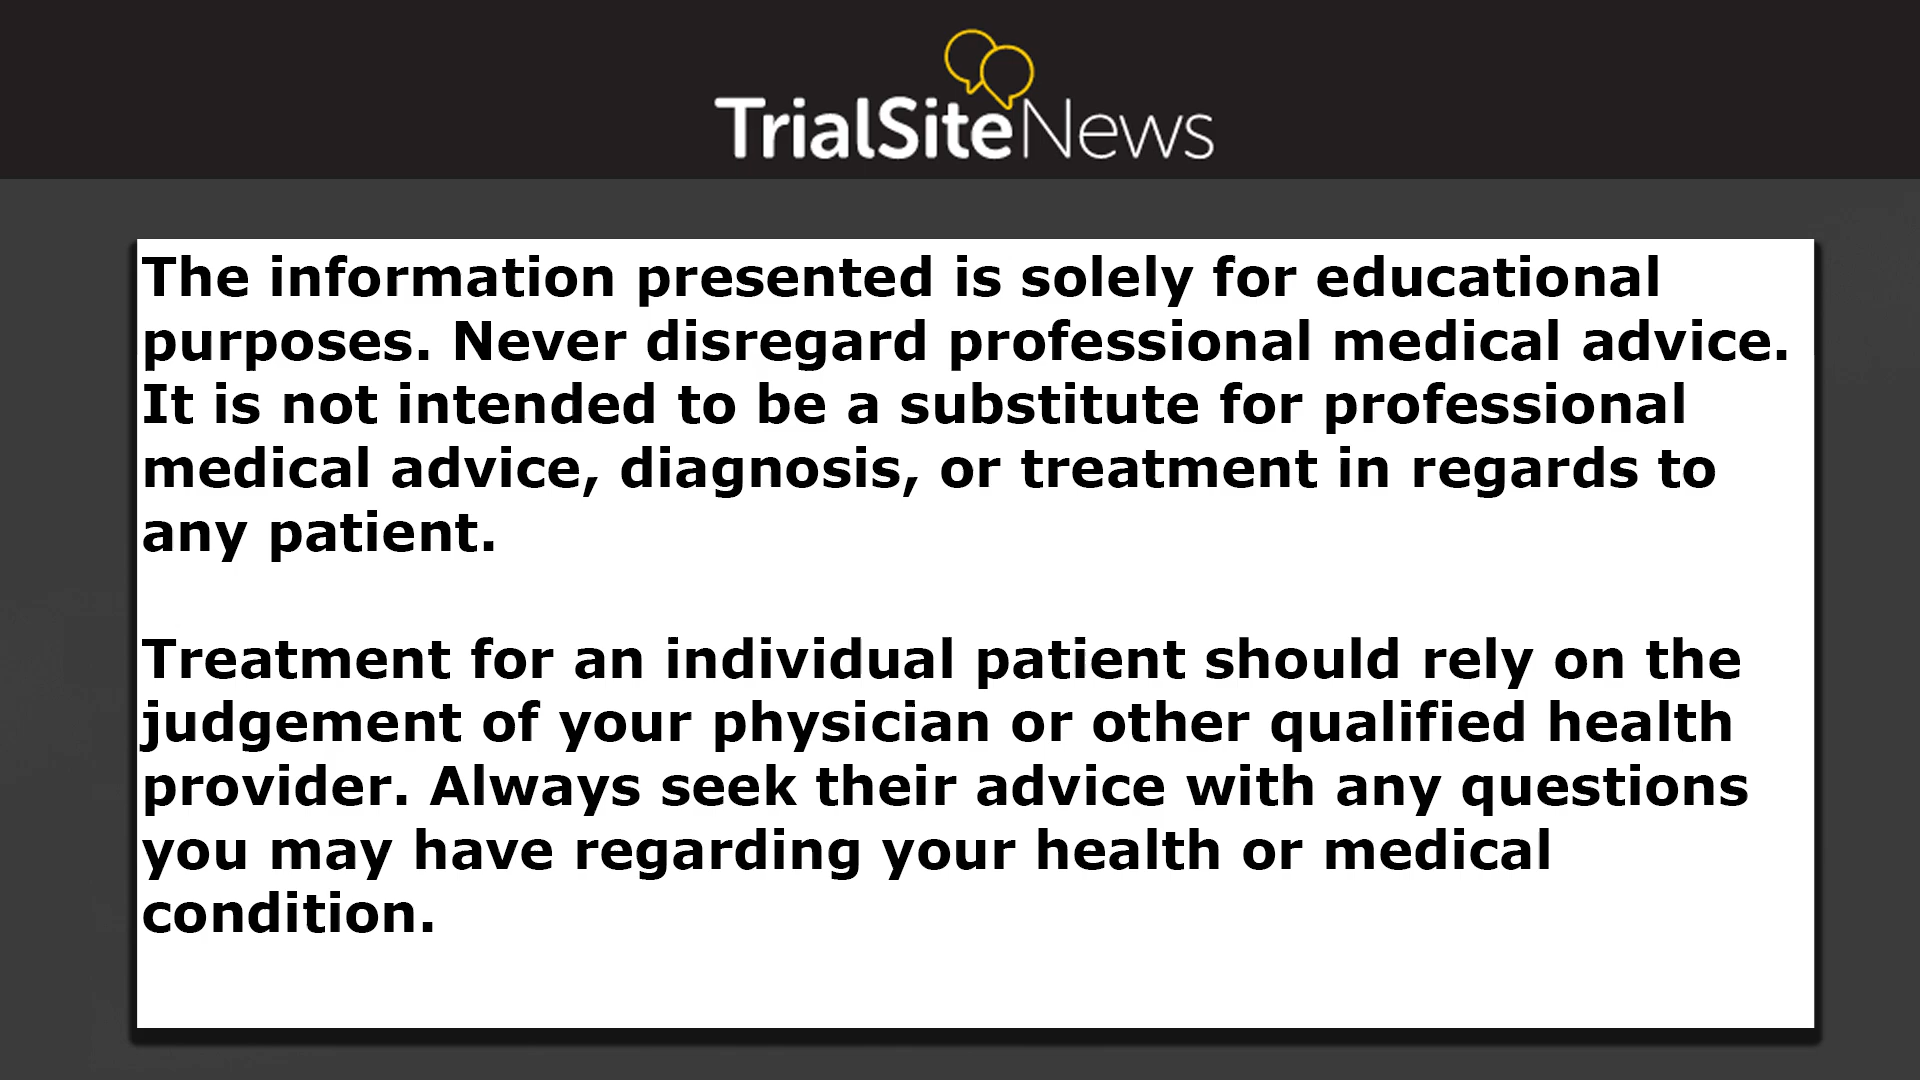 TrialSiteNews
The information presented is solely for educational
purposes. Never disregard professional medical advice.
It is not intended to be a substitute for professional
medical advice, diagnosis, or treatment in regards to
any patient.
Treatment for an individual patient should rely on the
judgement of your physician or other qualified health
provider. Always seek their advice with any questions
you may have regarding your health or medical
condition.